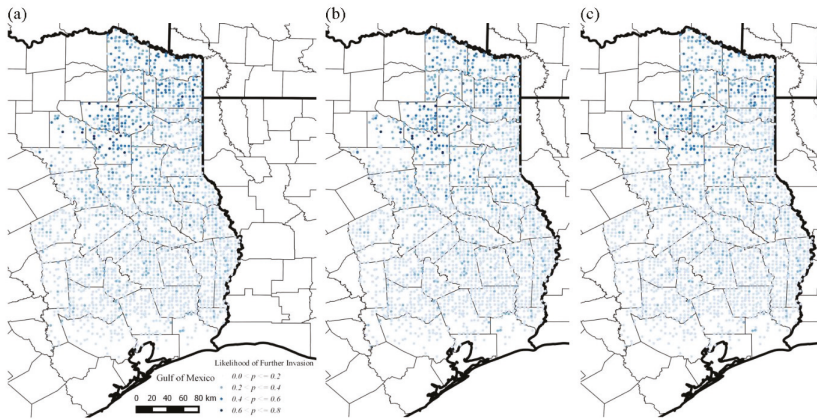 (a)
(b)
(c)
Likelihood of Further Invasion
Gulf of Mexico
0.0 < p <= 0.2
0.2 < p <= 0.4
0.4 < p <= 0.6
0.6 < p <= 0.8
0 20 40 60 80 km